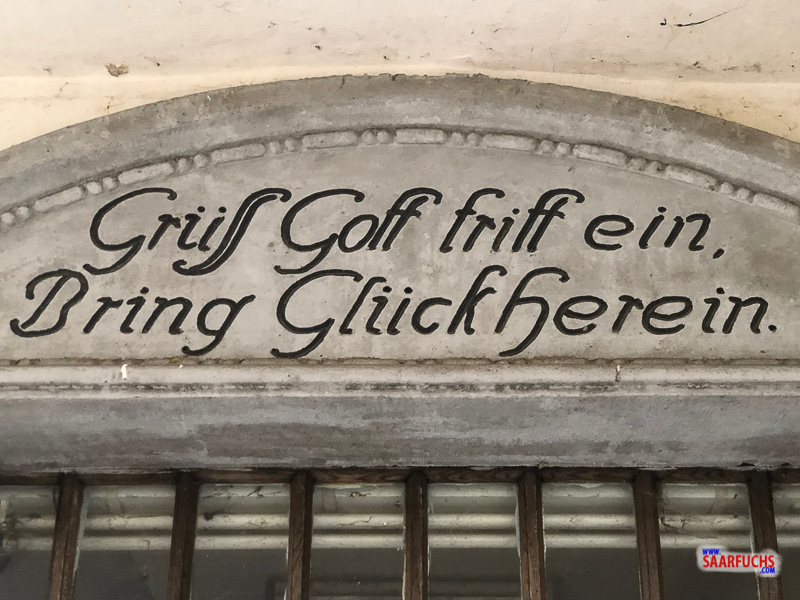 Grüß Gott tritt ein,
Bring Glück herein.
WWW.
SAARFUCHS
.COM